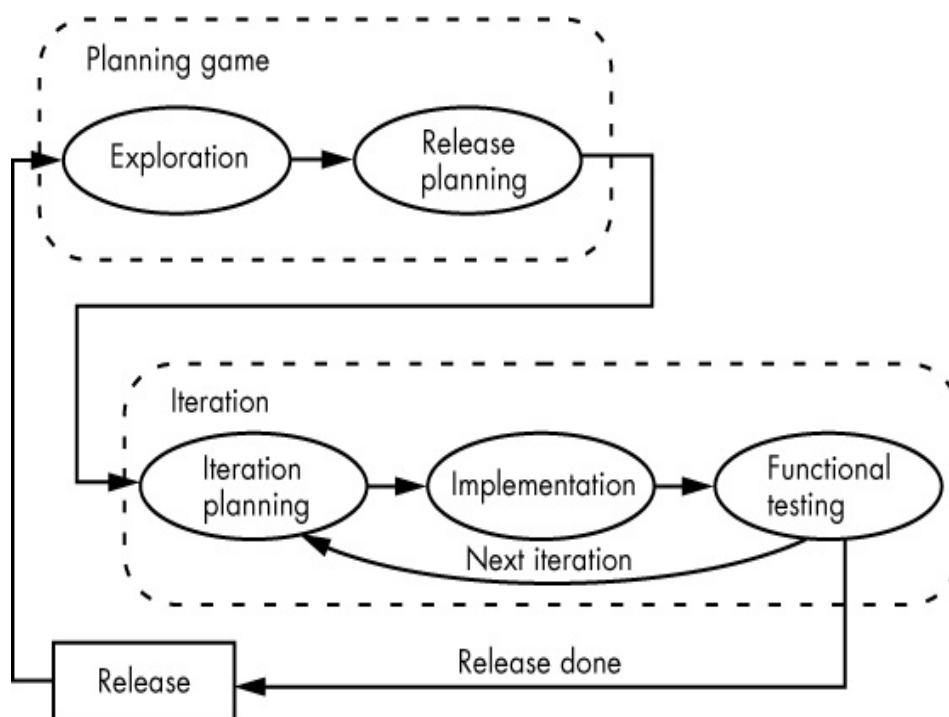 Planning game
Exploration
Release
planning
Iteration
Iteration
planning
Implementation
Functional
testing
Next iteration
Release done
Release